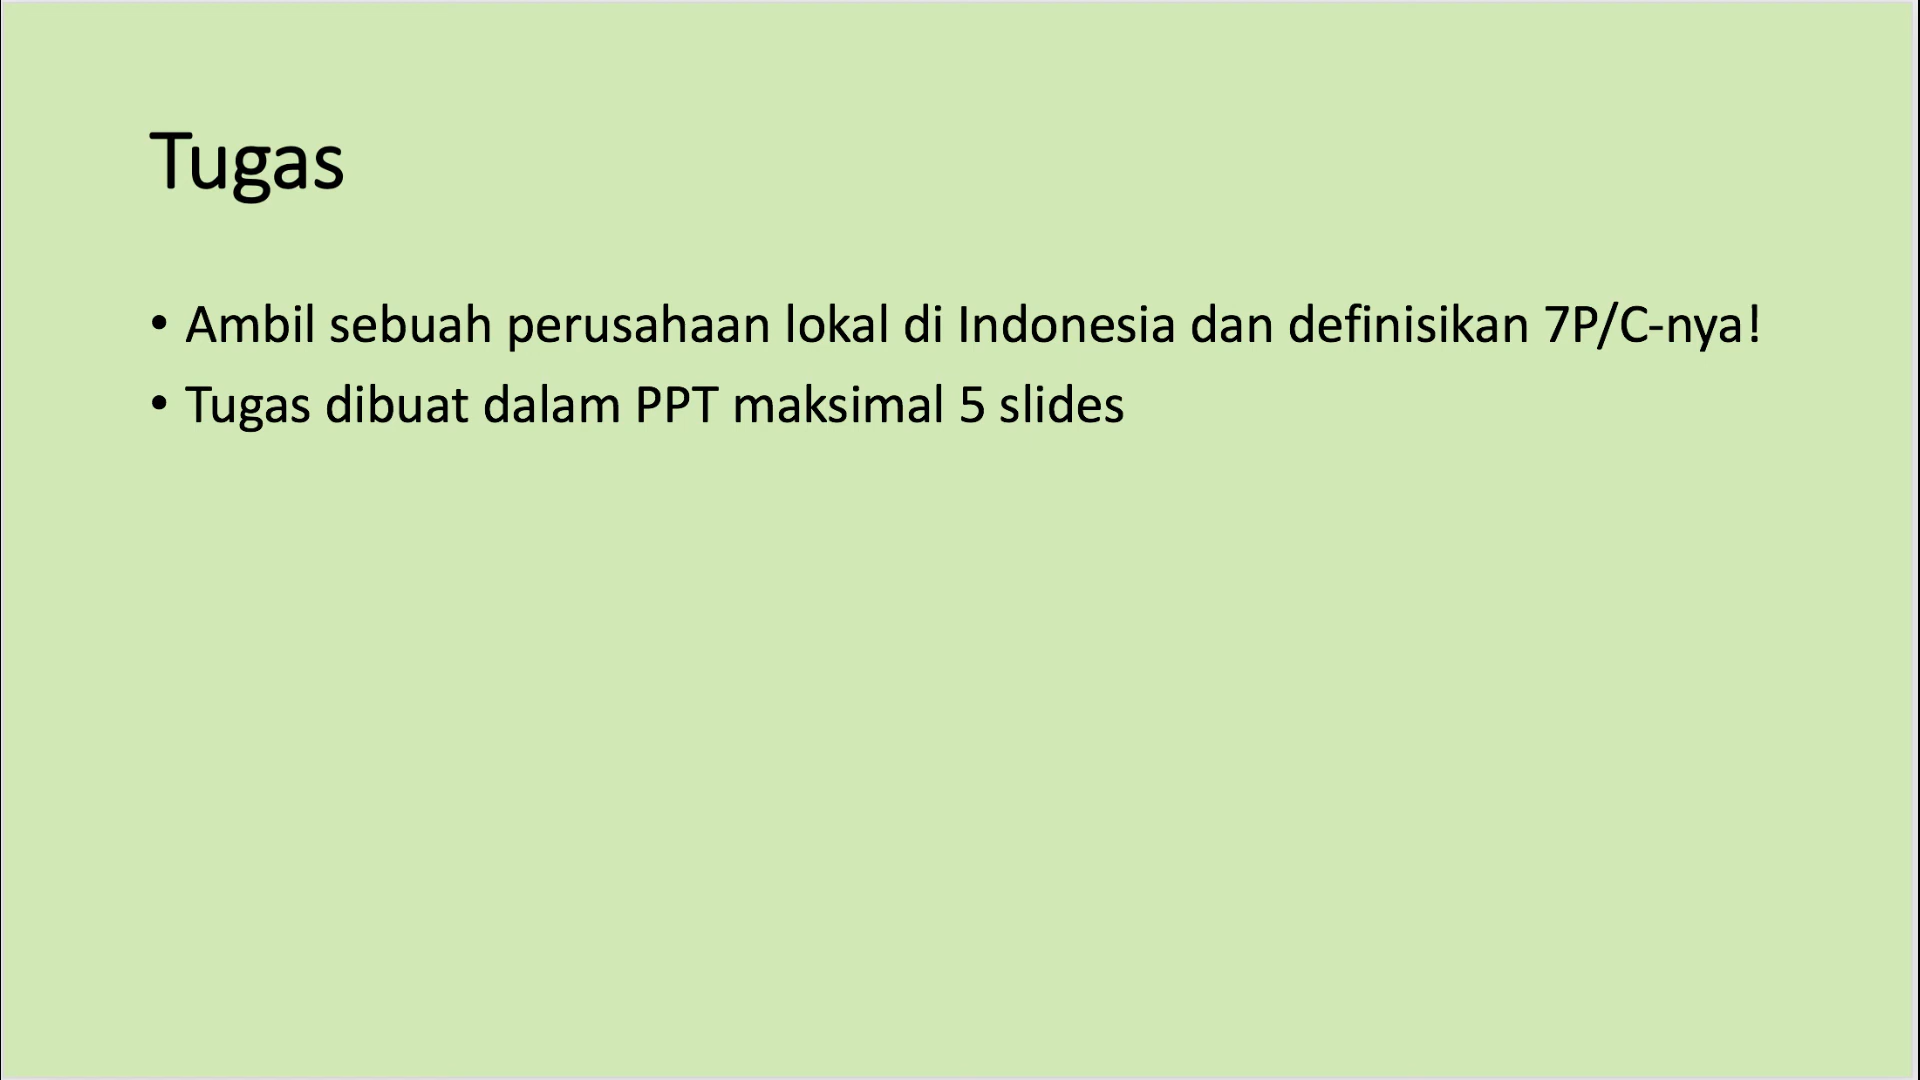 Tugas
• Ambil sebuah perusahaan lokal di Indonesia dan definisikan 7P/C-nya!
• Tugas dibuat dalam PPT maksimal 5 slides